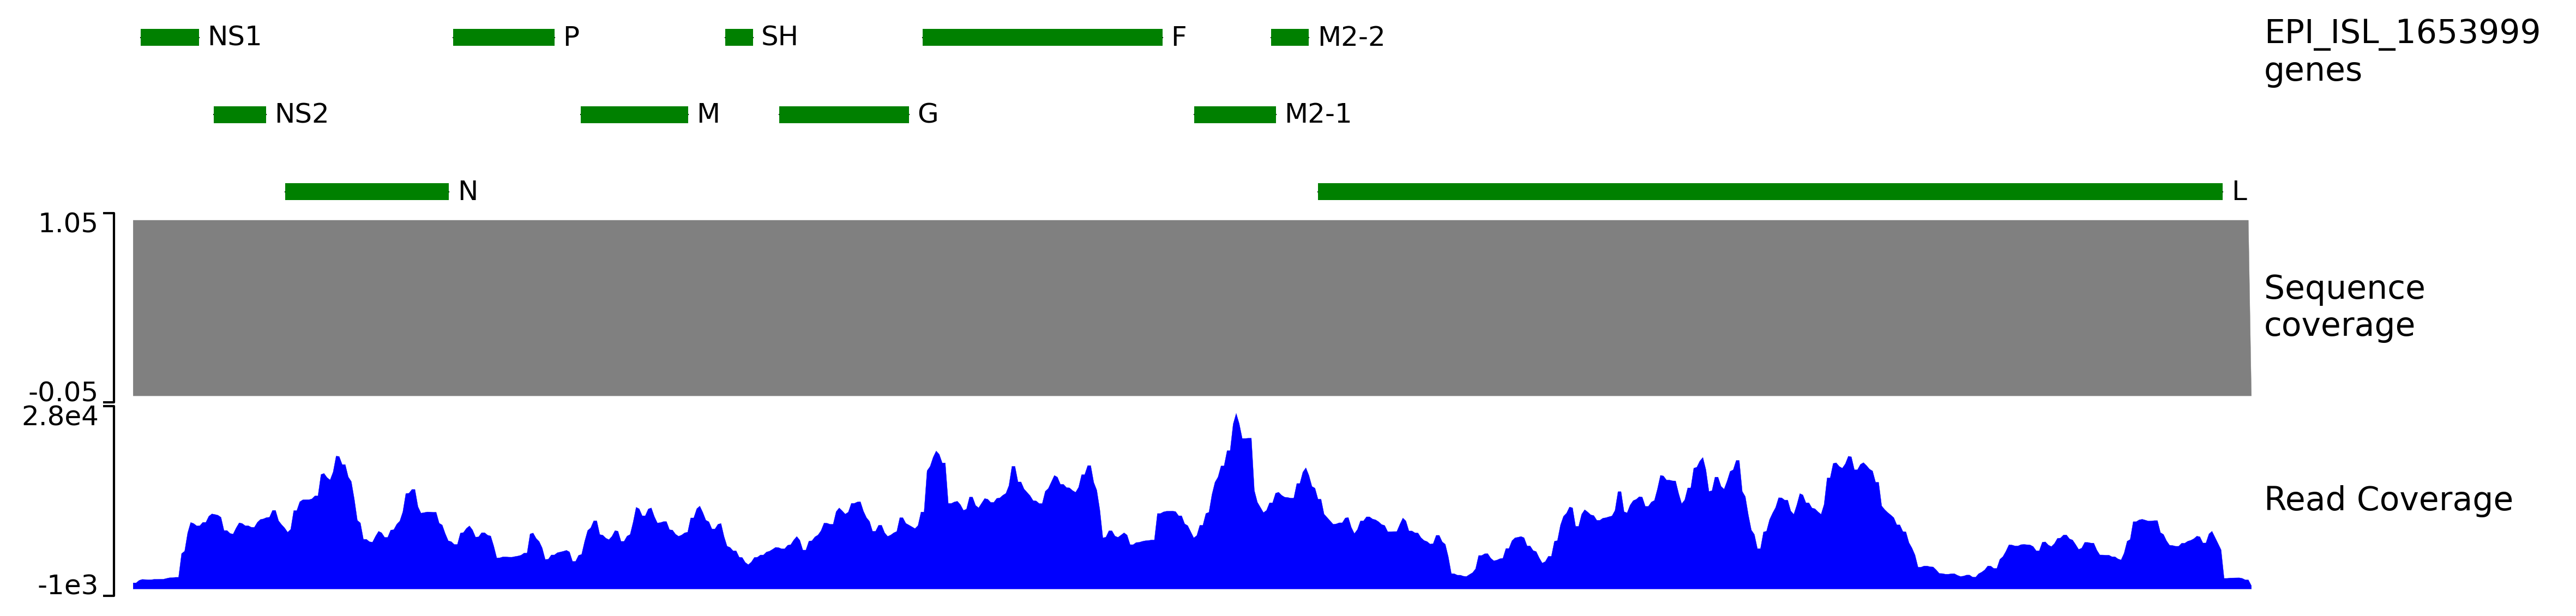 NS1
P
SH
F
M2-2
EPI_ISL_1653999
genes
NS2
M
G
M2-1
N
L
1.05
Sequence
coverage
-0.05
2.8e4
Read Coverage
-1e3